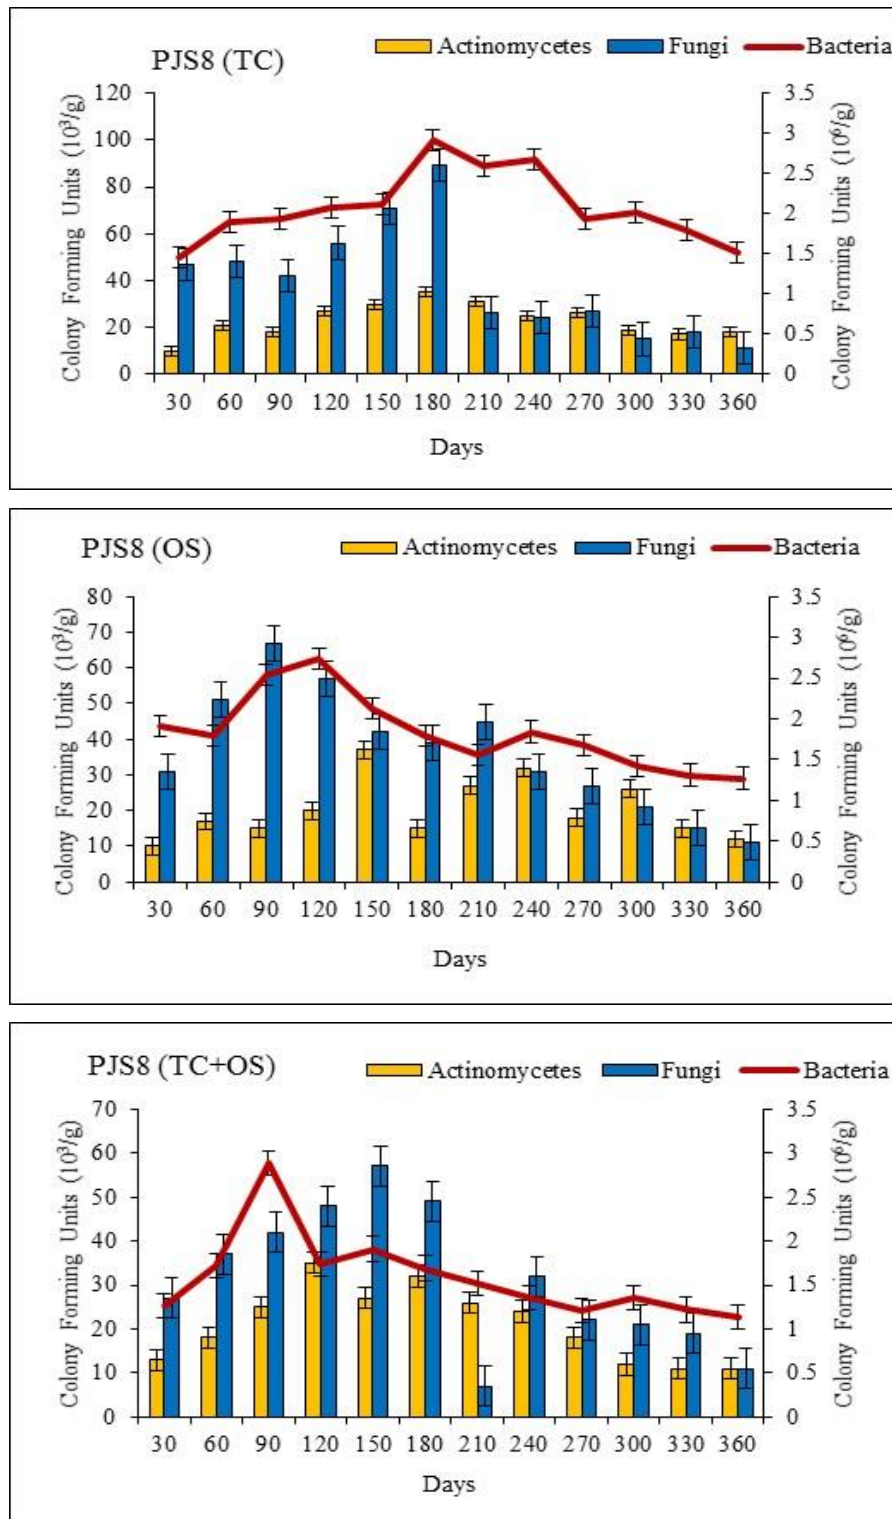 PJS8 (TC)
Actinomycetes Fungi Bacteria
Colony Forming Units (10³/g)
120
100
80
60
40
20
0
3.5
3
2.5
2
1.5
1
0.5
0
Colony Forming Units (10⁶/g)
30 60 90 120 150 180 210 240 270 300 330 360
Days
PJS8 (OS)
Actinomycetes Fungi Bacteria
Colony Forming Units (10³/g)
80
70
60
50
40
30
20
10
0
3.5
3
2.5
2
1.5
1
0.5
0
Colony Forming Units (10⁶/g)
30 60 90 120 150 180 210 240 270 300 330 360
Days
PJS8 (TC+OS)
Actinomycetes Fungi Bacteria
Colony Forming Units (10³/g)
70
60
50
40
30
20
10
0
3.5
3
2.5
2
1.5
1
0.5
0
Colony Forming Units (10⁶/g)
30 60 90 120 150 180 210 240 270 300 330 360
Days